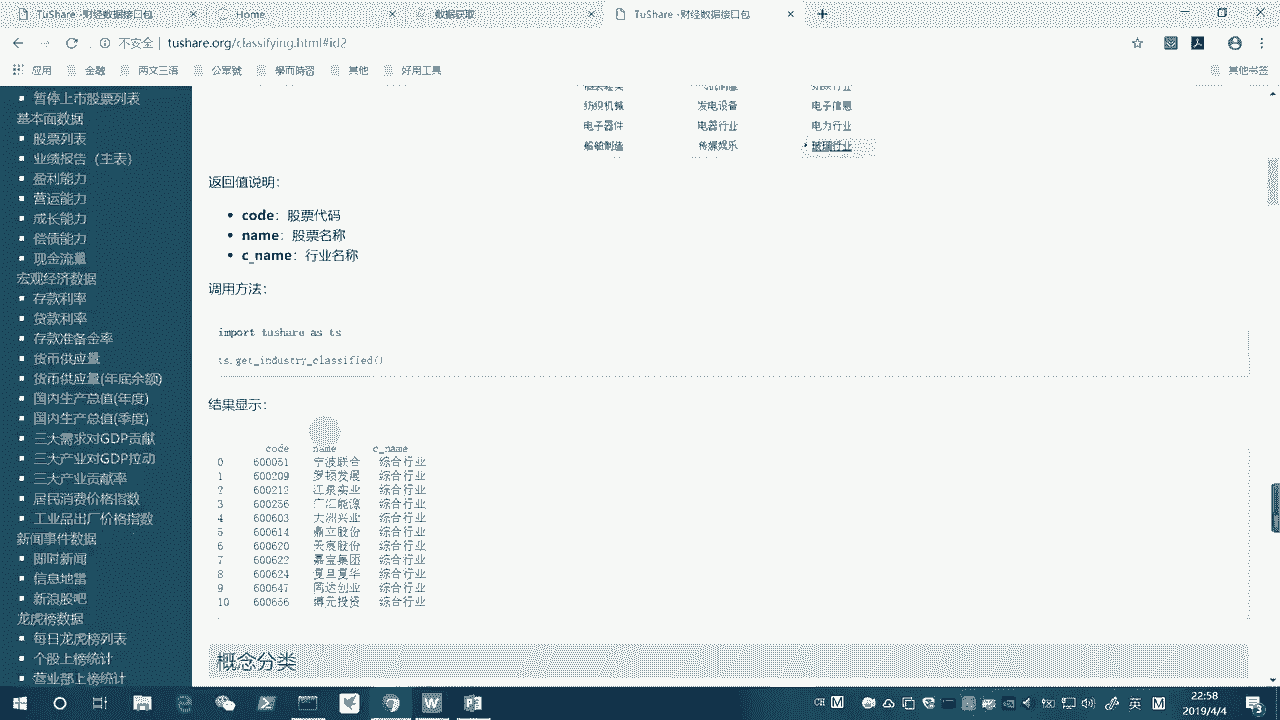 TuShare -财经数据接口包
Home
数据获取
TuShare -财经数据接口包
不安全 | tushare.org/classifying.html#id2
应用 金融 两文三语 公军號 學而時習 其他 好用工具 其他书签
暂停上市股票列表
基本面数据
股票列表
业绩报告（主表）
盈利能力
营运能力
成长能力
偿债能力
现金流量
宏观经济数据
存款利率
贷款利率
存款准备金率
货币供应量
货币供应量(年底余额)
国内生产总值(年度)
国内生产总值(季度)
三大需求对GDP贡献
三大产业对GDP拉动
三大产业贡献率
居民消费价格指数
工业品出厂价格指数
新闻事件数据
即时新闻
信息地雷
新浪股吧
龙虎榜数据
每日龙虎榜列表
个股上榜统计
营业部上榜统计
纺织机械 发电设备 电子信息
电子器件 电器行业 电力行业
船舶制造 传媒娱乐 玻璃行业
返回值说明：
code：股票代码
name：股票名称
c_name：行业名称
调用方法：
import tushare as ts
ts.get_industry_classified()
结果显示：
code name c_name
0 600051 宁波联合 综合行业
1 600209 罗顿发展 综合行业
2 600212 江泉实业 综合行业
3 600256 广汇能源 综合行业
4 600603 大洲兴业 综合行业
5 600614 鼎立股份 综合行业
6 600620 天宸股份 综合行业
7 600622 嘉宝集团 综合行业
8 600624 复旦复华 综合行业
9 600647 同达创业 综合行业
10 600656 博元投资 综合行业
概念分类
CH M 英 M
22:58
2019/4/4